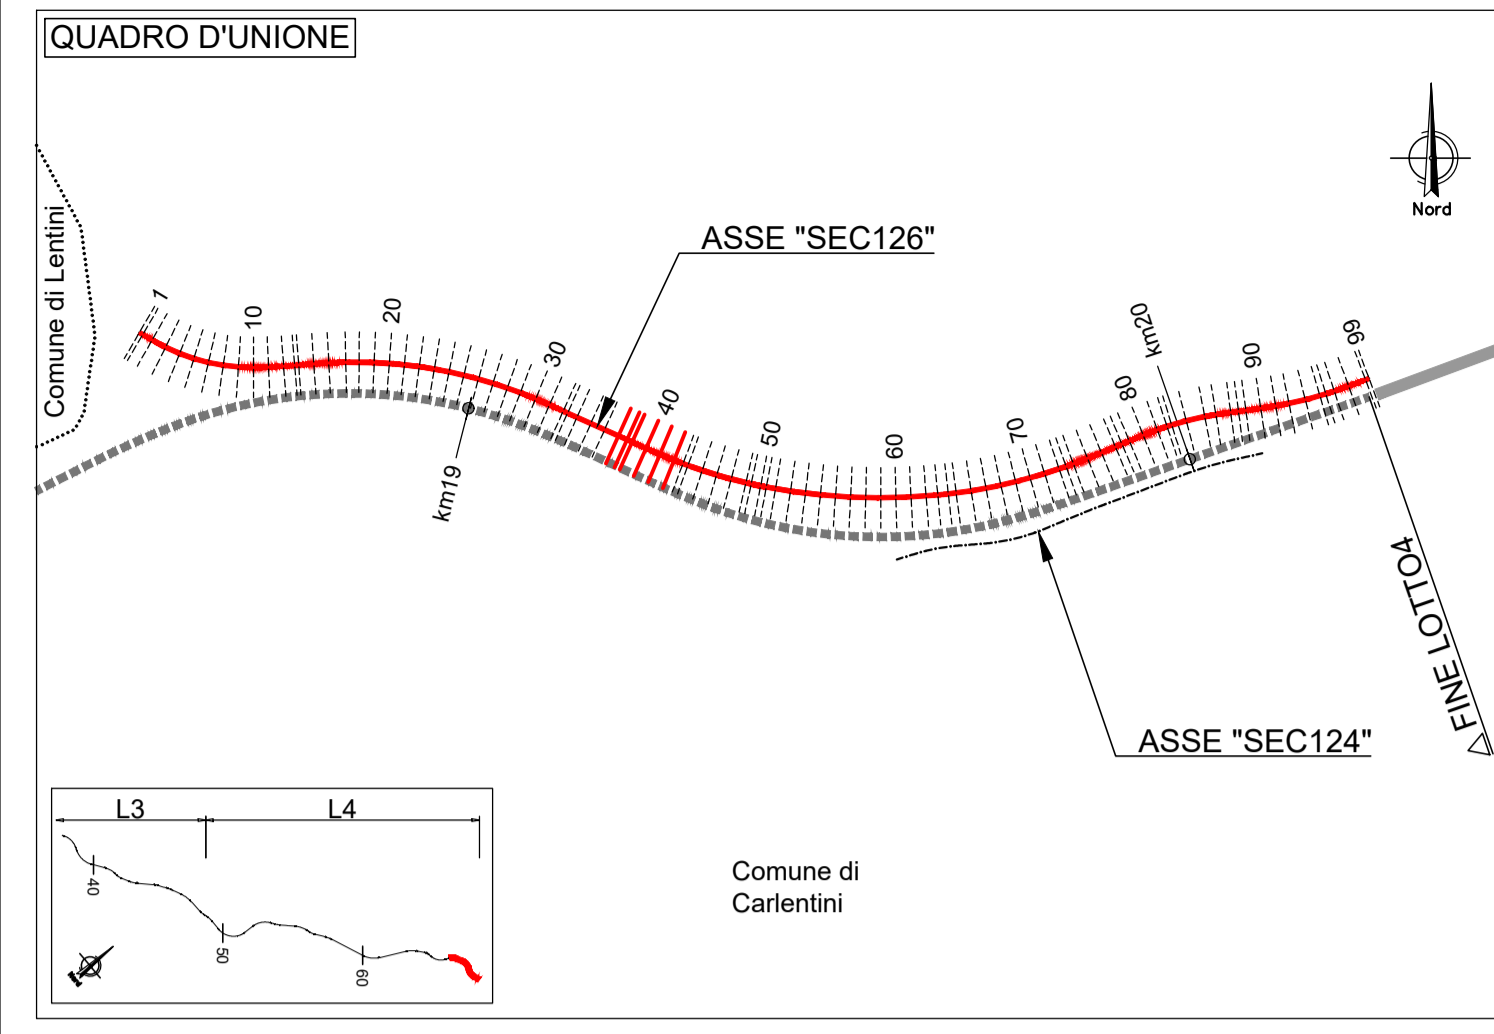 QUADRO D'UNIONE
Nord
Comune di Lentini
ASSE "SEC126"
1
10
20
30
40
50
60
70
80
90
99
km19
km20
FINE LOTTO4
ASSE "SEC124"
L3
L4
40
50
60
Comune di
Carlentini